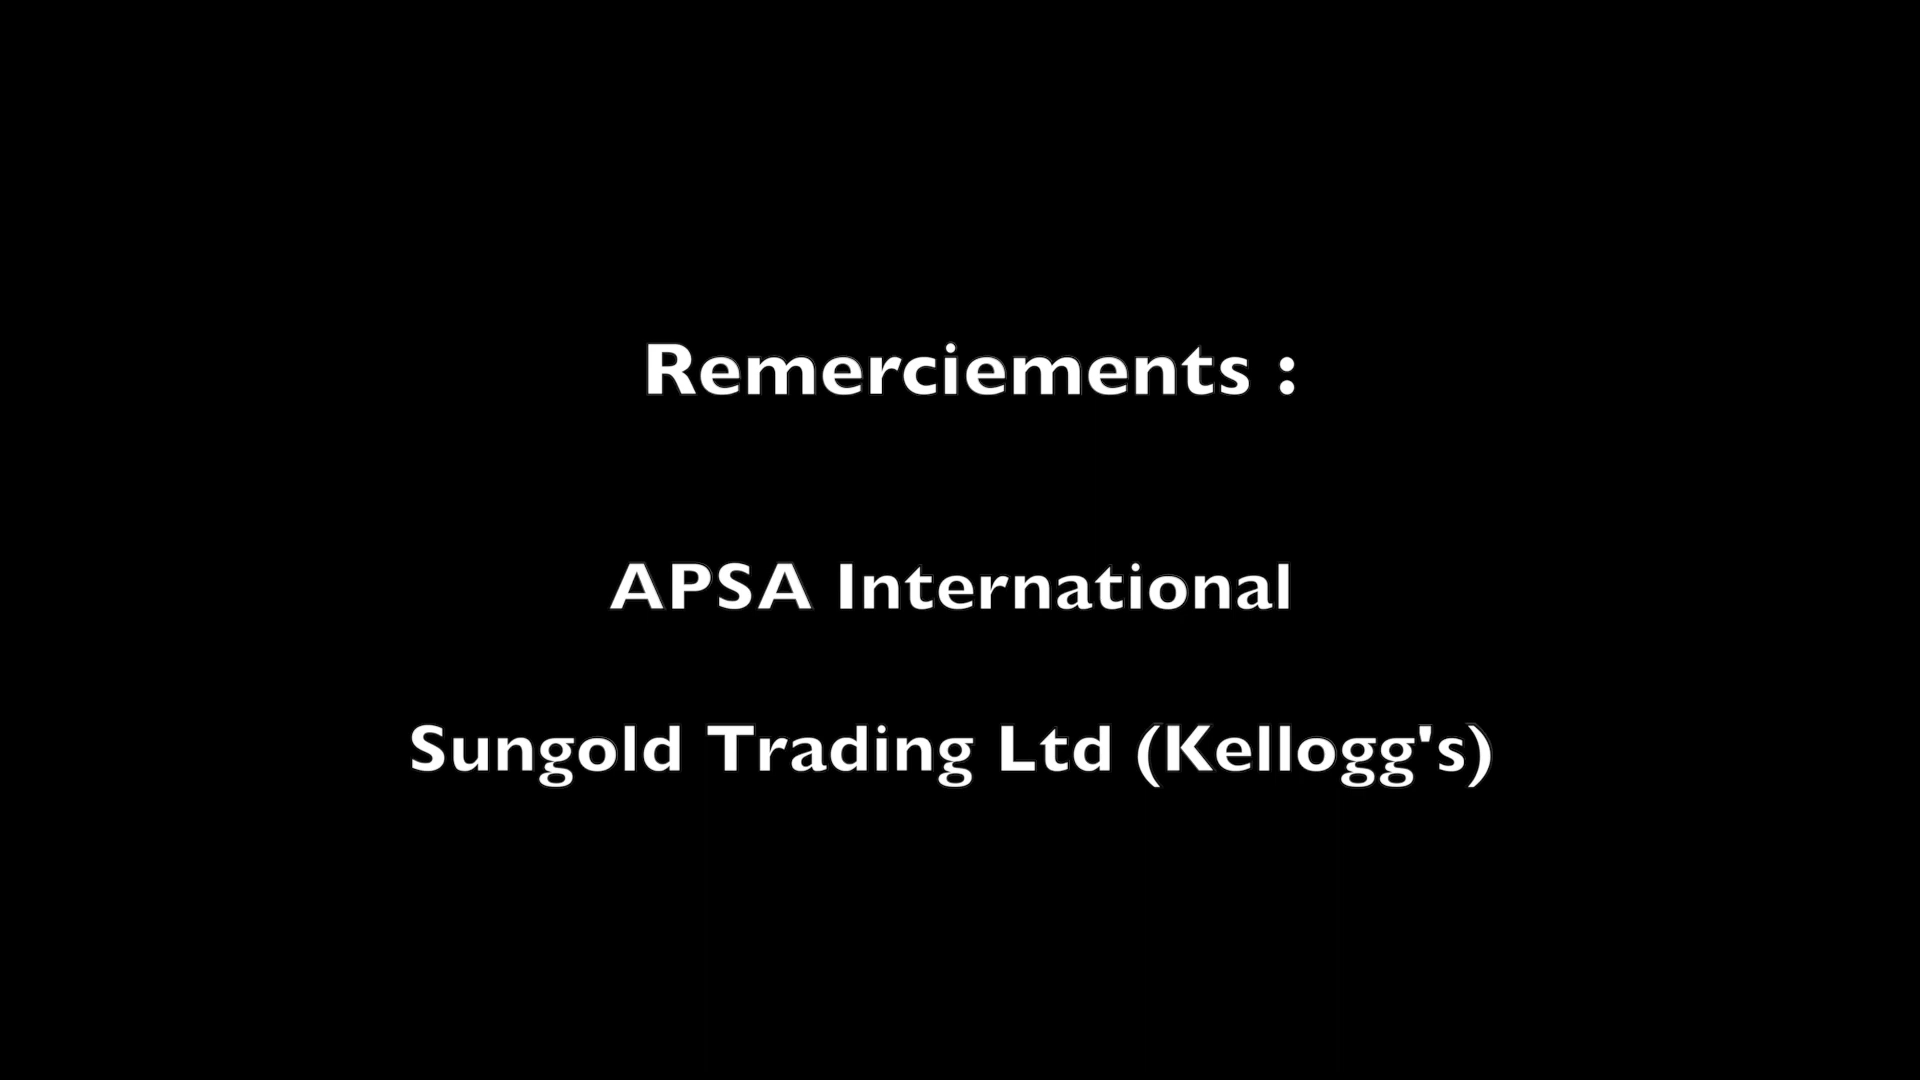 Remerciements :
APSA International
Sungold Trading Ltd (Kellogg's)